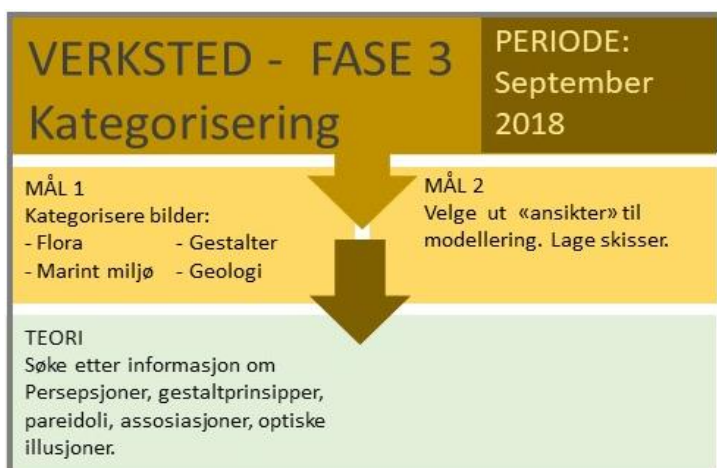 VERKSTED - FASE 3
Kategorisering
PERIODE:
September
2018
MÅL 1
Kategorisere bilder:
- Flora - Gestalter
- Marint miljø - Geologi
MÅL 2
Velge ut «ansikter» til
modellering. Lage skisser.
TEORI
Søke etter informasjon om
Persepsjoner, gestaltprinsipper,
pareidoli, assosiasjoner, optiske
illusjoner.